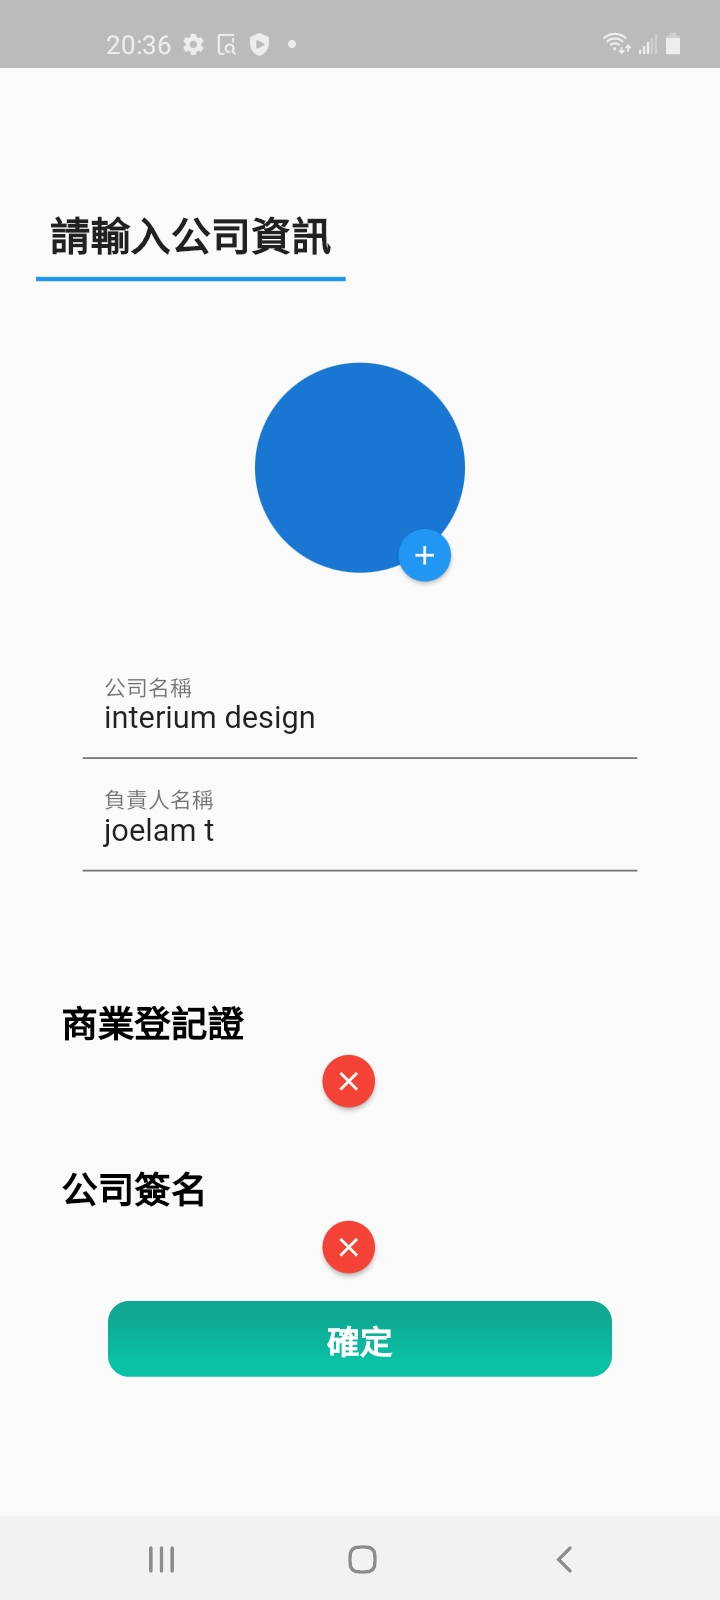 20:36
請輸入公司資訊
公司名稱
interium design
負責人名稱
joelam t
商業登記證
公司簽名
確定